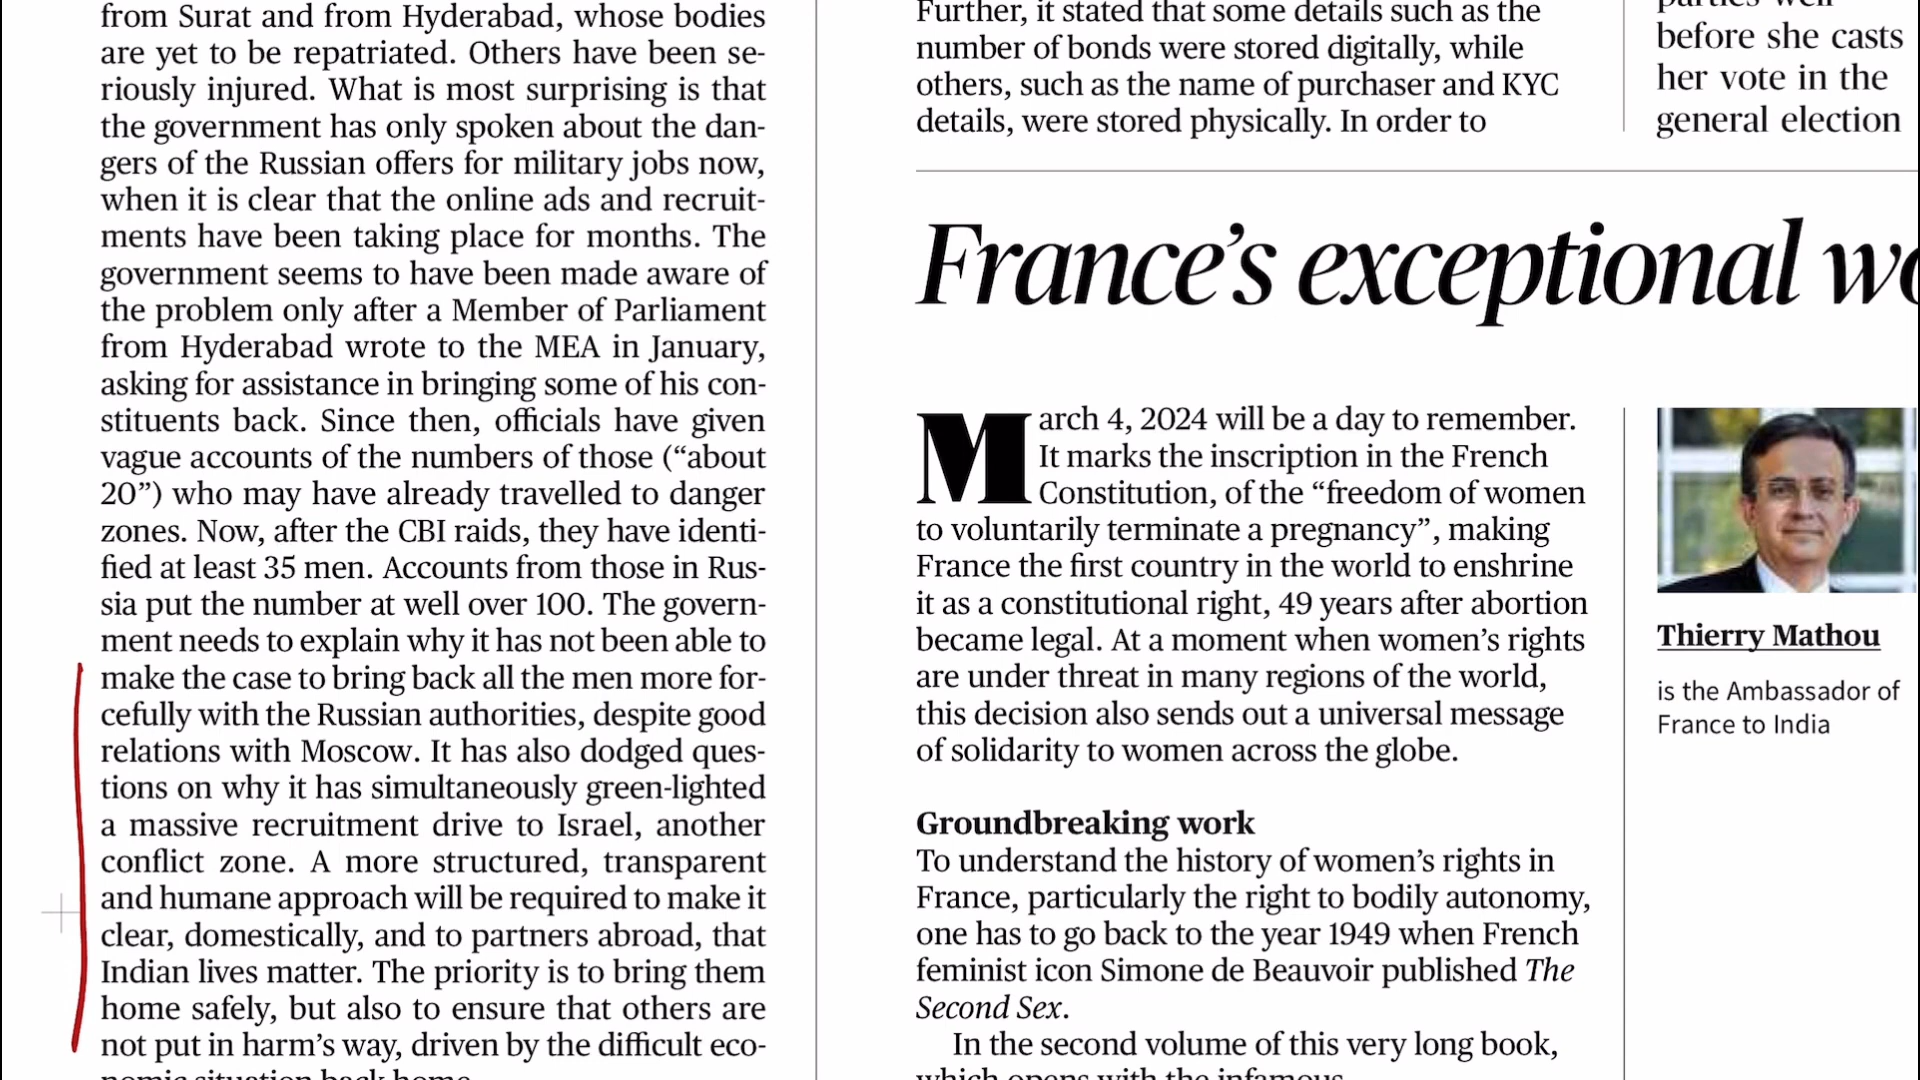 from Surat and from Hyderabad, whose bodies
are yet to be repatriated. Others have been se-
riously injured. What is most surprising is that
the government has only spoken about the dan-
gers of the Russian offers for military jobs now,
when it is clear that the online ads and recruit-
ments have been taking place for months. The
government seems to have been made aware of
the problem only after a Member of Parliament
from Hyderabad wrote to the MEA in January,
asking for assistance in bringing some of his con-
stituents back. Since then, officials have given
vague accounts of the numbers of those (“about
20”) who may have already travelled to danger
zones. Now, after the CBI raids, they have identi-
fied at least 35 men. Accounts from those in Rus-
sia put the number at well over 100. The govern-
ment needs to explain why it has not been able to
make the case to bring back all the men more for-
cefully with the Russian authorities, despite good
relations with Moscow. It has also dodged ques-
tions on why it has simultaneously green-lighted
a massive recruitment drive to Israel, another
conflict zone. A more structured, transparent
and humane approach will be required to make it
clear, domestically, and to partners abroad, that
Indian lives matter. The priority is to bring them
home safely, but also to ensure that others are
not put in harm’s way, driven by the difficult eco-
nomic situation back home.
Further, it stated that some details such as the
number of bonds were stored digitally, while
others, such as the name of purchaser and KYC
details, were stored physically. In order to
parties well
before she casts
her vote in the
general election
France’s exceptional
March 4, 2024 will be a day to remember.
It marks the inscription in the French
Constitution, of the “freedom of women
to voluntarily terminate a pregnancy”, making
France the first country in the world to enshrine
it as a constitutional right, 49 years after abortion
became legal. At a moment when women’s rights
are under threat in many regions of the world,
this decision also sends out a universal message
of solidarity to women across the globe.
Groundbreaking work
To understand the history of women’s rights in
France, particularly the right to bodily autonomy,
one has to go back to the year 1949 when French
feminist icon Simone de Beauvoir published The
Second Sex.
In the second volume of this very long book,
which opens with the infamous
Thierry Mathou
is the Ambassador of
France to India